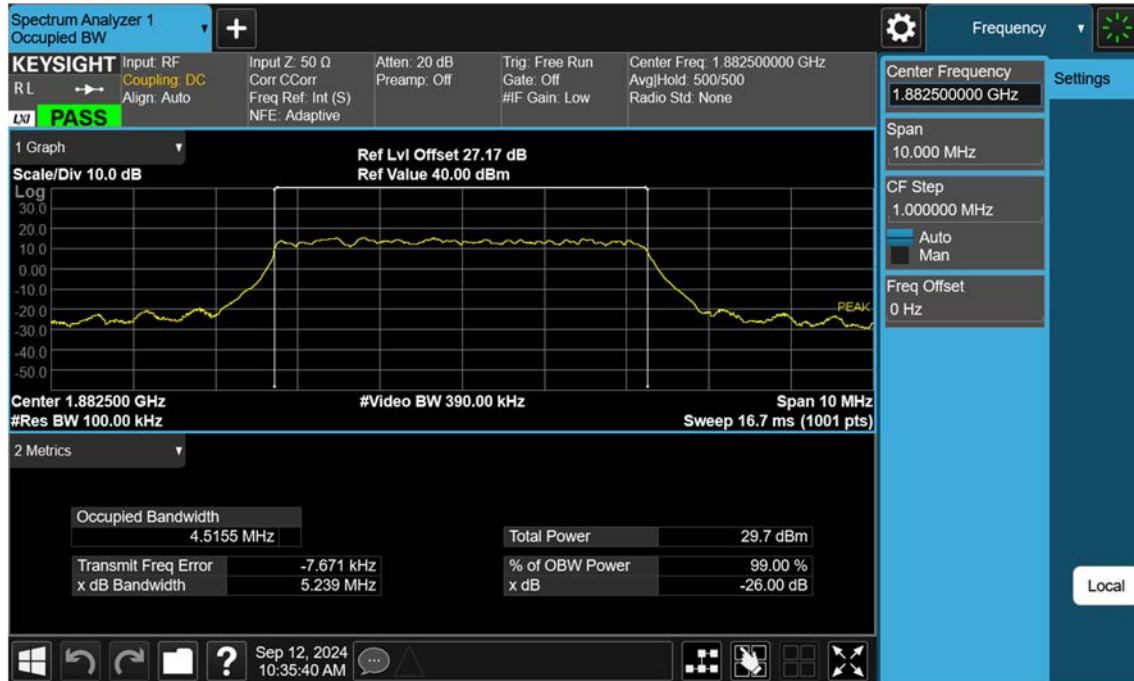 Spectrum Analyzer 1
Occupied BW
+
Frequency
KEYSIGHT
R L
LXI PASS
Input: RF
Coupling: DC
Align: Auto
Input Z: 50 Ω
Corr CCorr
Freq Ref: Int (S)
NFE: Adaptive
Atten: 20 dB
Preamp: Off
Trig: Free Run
Gate: Off
#IF Gain: Low
Center Freq: 1.882500000 GHz
Avg|Hold: 500/500
Radio Std: None
Center Frequency
1.882500000 GHz
Settings
Span
10.000 MHz
CF Step
1.000000 MHz
Auto
Man
Freq Offset
0 Hz
Local
1 Graph
Scale/Div 10.0 dB
Ref Lvl Offset 27.17 dB
Ref Value 40.00 dBm
Log
30.0
20.0
10.0
0.00
-10.0
-20.0
-30.0
-40.0
-50.0
PEAK
Center 1.882500 GHz
#Video BW 390.00 kHz
Span 10 MHz
#Res BW 100.00 kHz
Sweep 16.7 ms (1001 pts)
2 Metrics
Occupied Bandwidth
4.5155 MHz
Total Power 29.7 dBm
Transmit Freq Error -7.671 kHz
% of OBW Power 99.00 %
x dB Bandwidth 5.239 MHz
x dB -26.00 dB
?
Sep 12, 2024
10:35:40 AM